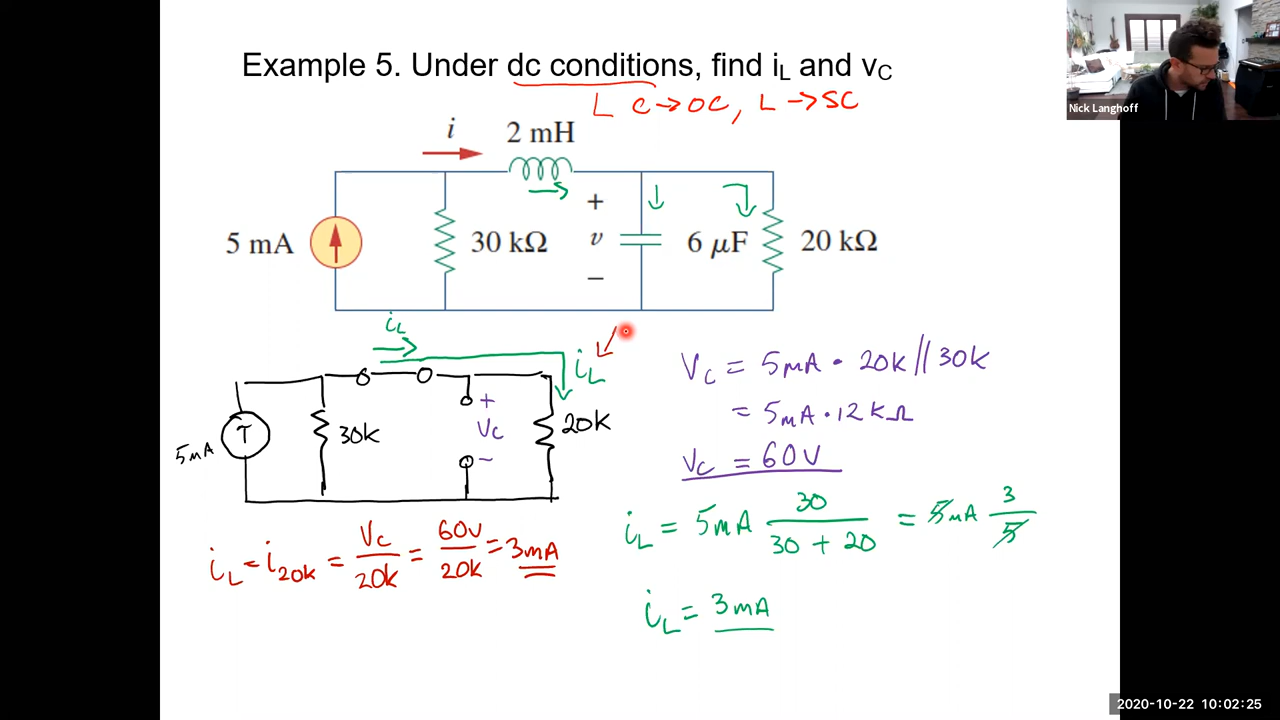 Example 5. Under dc conditions, find iL and vC
L C→OC, L→SC
Nick Langhoff
i
2 mH
5 mA
30 kΩ
+
v
−
6 μF
20 kΩ
iL
iL
5mA
30k
+
Vc
−
20k
Vc = 5mA · 20k // 30k
= 5mA · 12kΩ
Vc = 60V
iL = 5mA 30/(30 + 20) = 5mA 3/5
iL = i20k = Vc/20k = 60V/20k = 3mA
iL = 3mA
2020-10-22 10:02:25